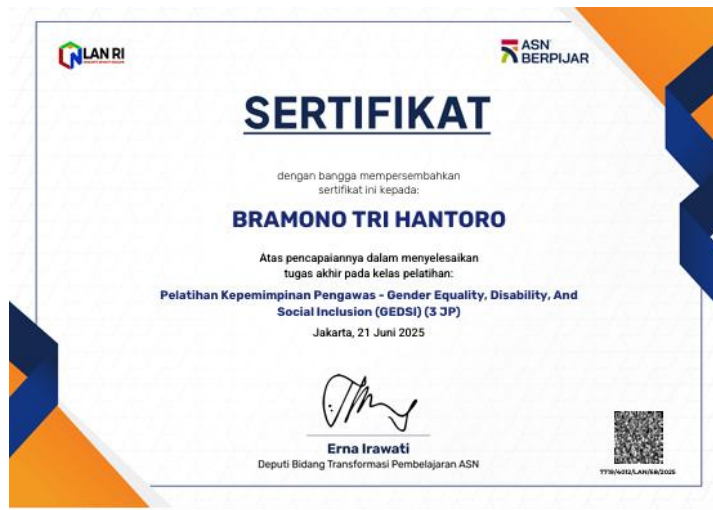 LAN RI
ASN
BERPIJAR
SERTIFIKAT
dengan bangga mempersembahkan
sertifikat ini kepada:
BRAMONO TRI HANTORO
Atas pencapaiannya dalam menyelesaikan
tugas akhir pada kelas pelatihan:
Pelatihan Kepemimpinan Pengawas - Gender Equality, Disability, And
Social Inclusion (GEDSI) (3 JP)
Jakarta, 21 Juni 2025
Erna Irawati
Deputi Bidang Transformasi Pembelajaran ASN